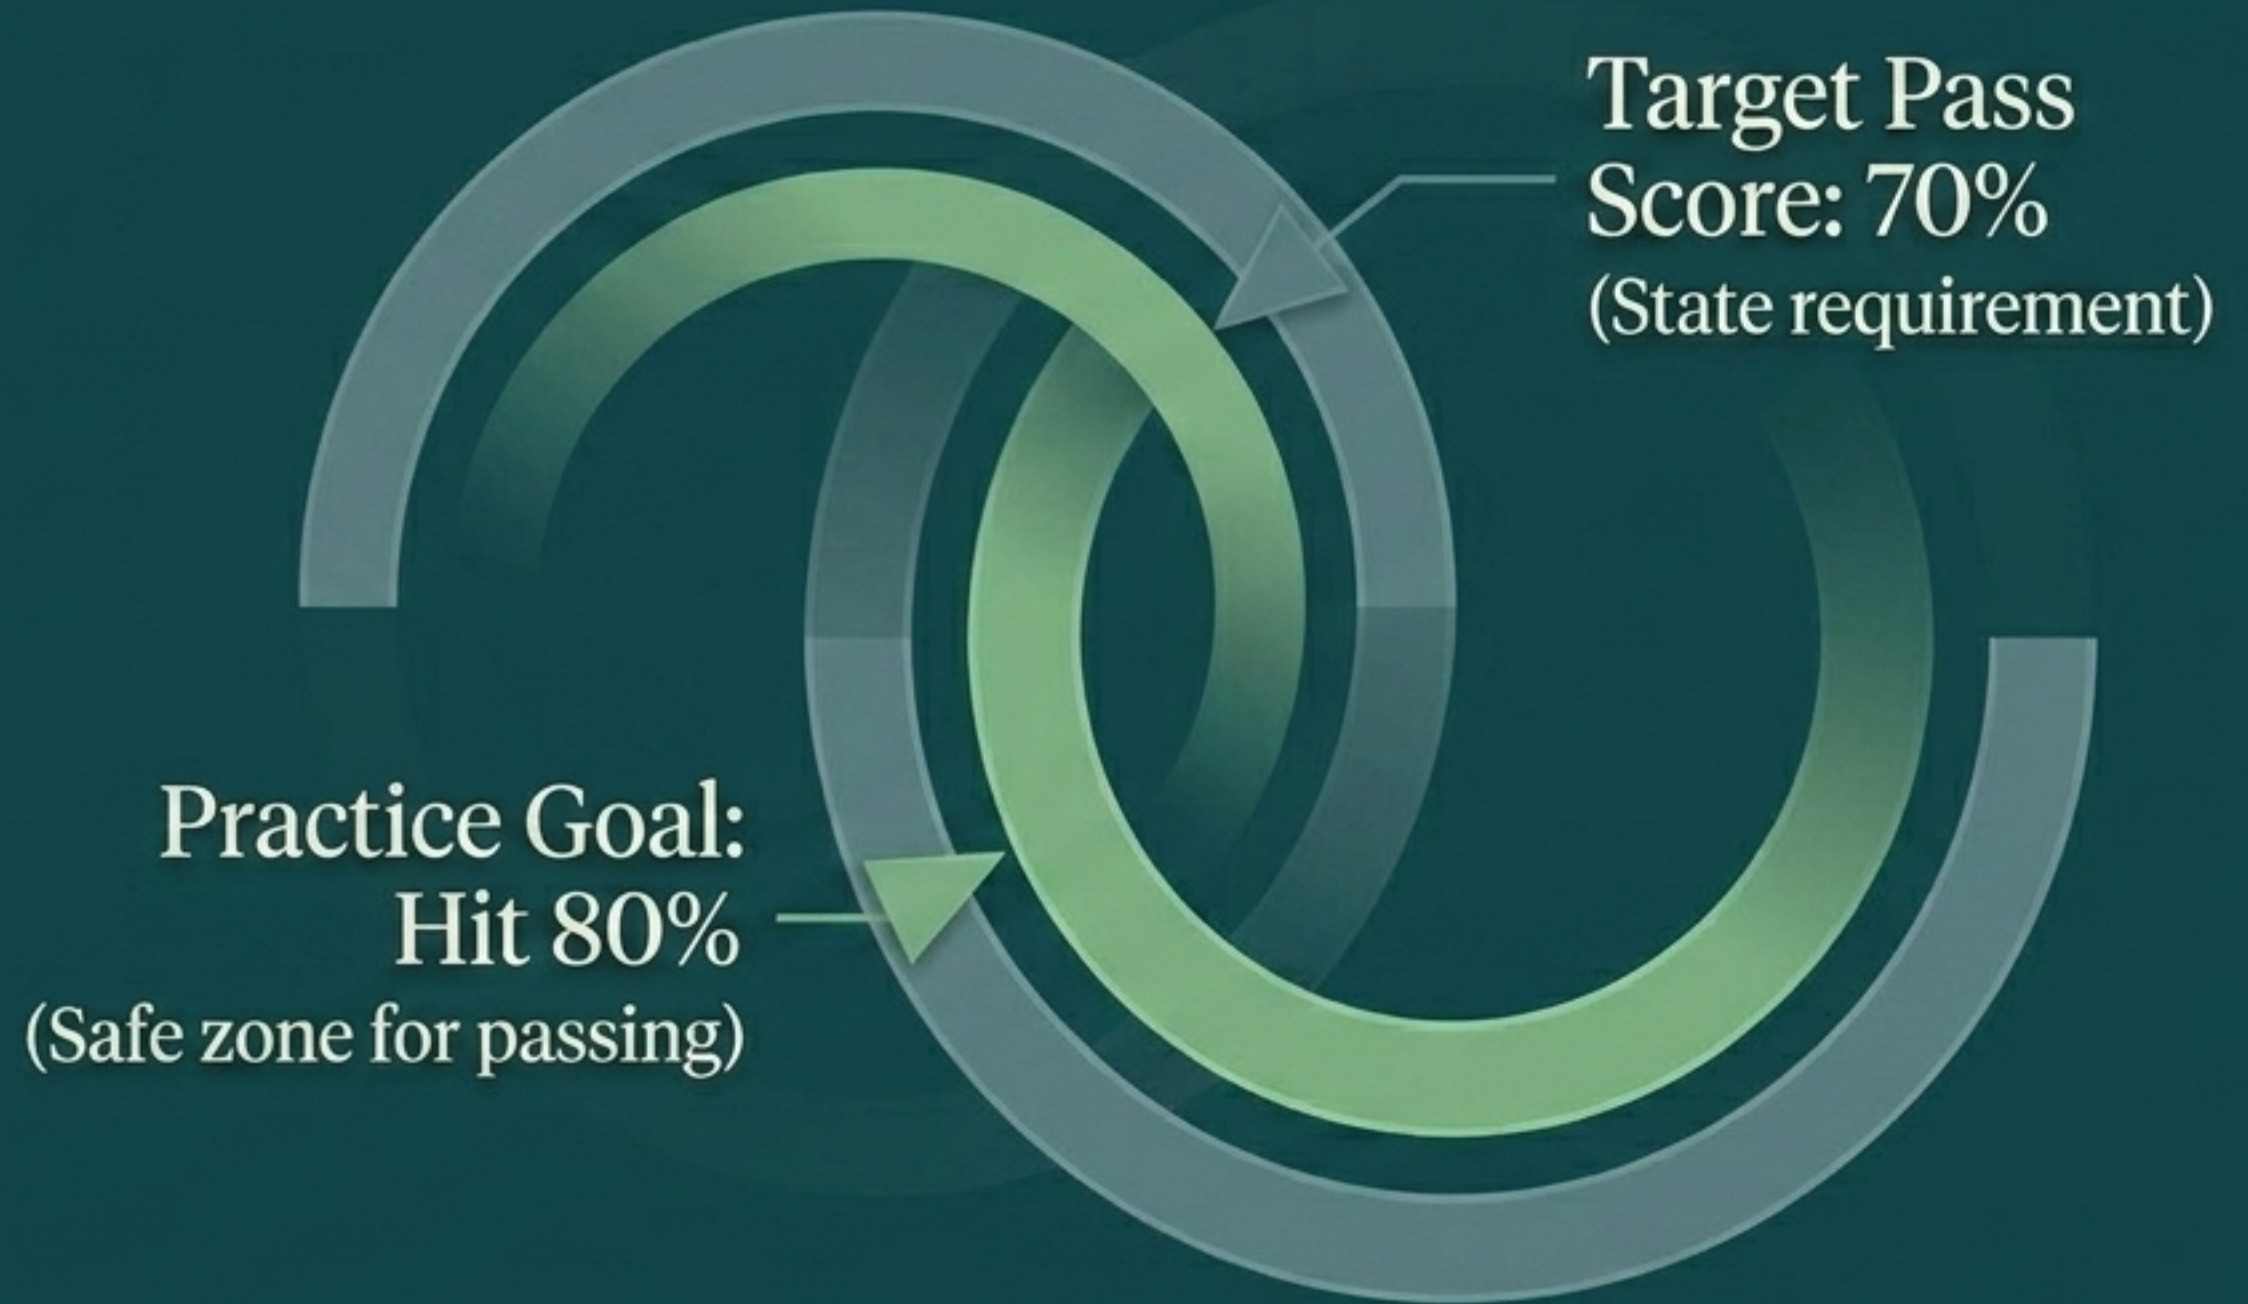 Target Pass
Score: 70%
(State requirement)
Practice Goal:
Hit 80%
(Safe zone for passing)